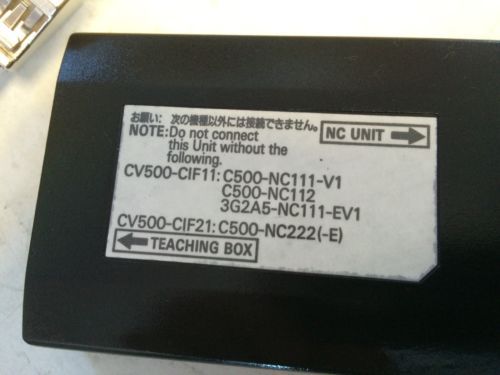 お願い: 次の機種以外には接続できません。
NC UNIT →
NOTE: Do not connect
this Unit without the
following.
CV500-CIF11: C500-NC111-V1
C500-NC112
3G2A5-NC111-EV1
CV500-CIF21: C500-NC222(-E)
← TEACHING BOX